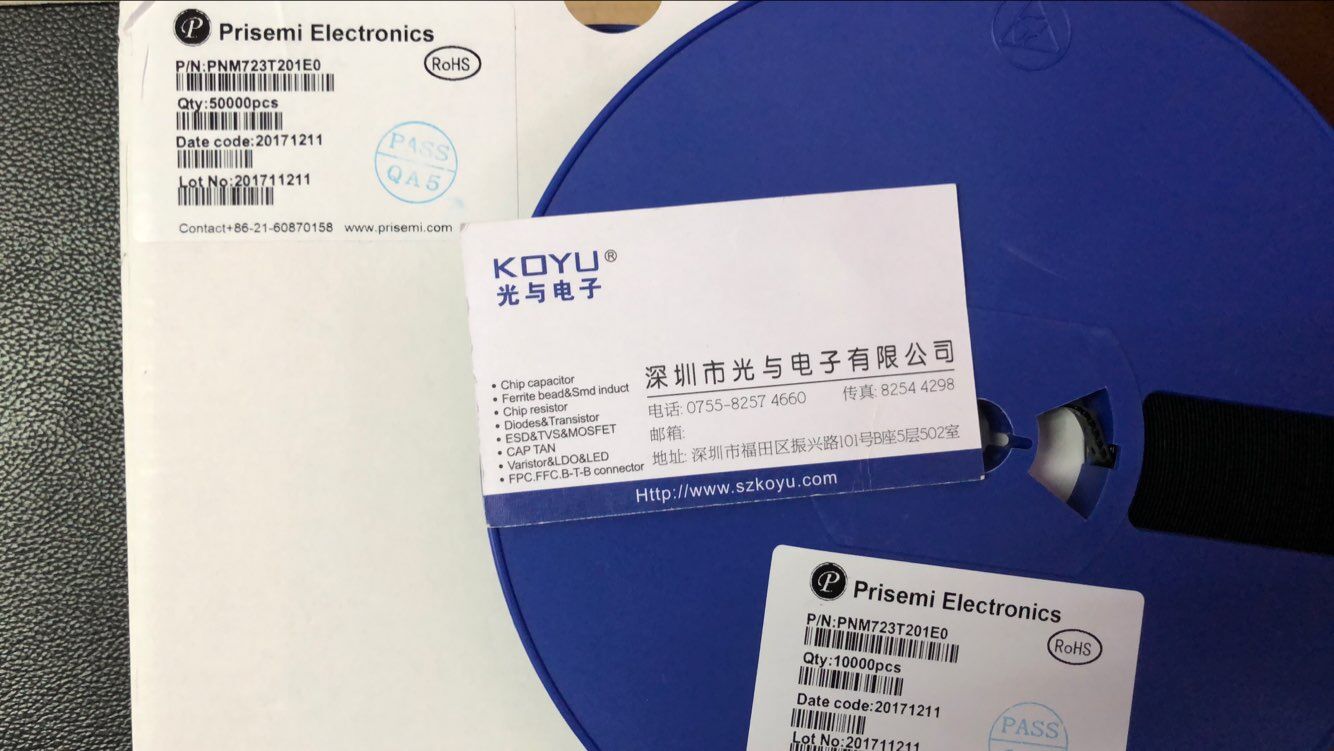 Prisemi Electronics
P/N:PNM723T201E0
RoHS
Qty:50000pcs
Date code:20171211
PASS
QA5
Lot No:201711211
Contact+86-21-60870158 www.prisemi.com
KOYU®
光与电子
• Chip capacitor
• Ferrite bead&Smd induct
• Chip resistor
• Diodes&Transistor
• ESD&TVS&MOSFET
• CAP TAN
• Varistor&LDO&LED
• FPC.FFC.B-T-B connector
深圳市光与电子有限公司
电话: 0755-8257 4660 传真: 8254 4298
邮箱:
地址: 深圳市福田区振兴路101号B座5层502室
Http://www.szkoyu.com
Prisemi Electronics
P/N:PNM723T201E0
RoHS
Qty:10000pcs
Date code:20171211
PASS
Lot No:201711211